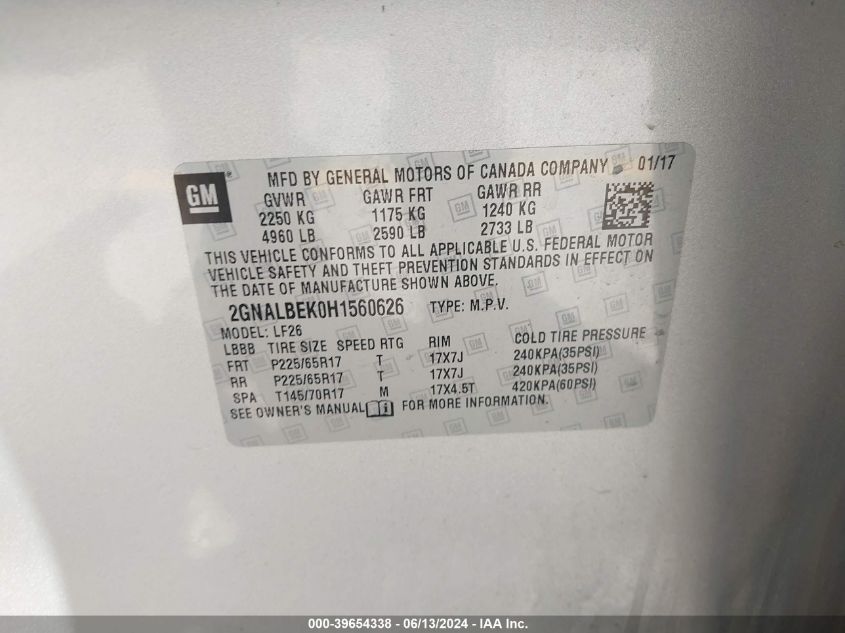 GM
MFD BY GENERAL MOTORS OF CANADA COMPANY 01/17
GVWR GAWR FRT GAWR RR
2250 KG 1175 KG 1240 KG
4960 LB 2590 LB 2733 LB
THIS VEHICLE CONFORMS TO ALL APPLICABLE U.S. FEDERAL MOTOR
VEHICLE SAFETY AND THEFT PREVENTION STANDARDS IN EFFECT ON
THE DATE OF MANUFACTURE SHOWN ABOVE.
2GNALBEK0H1560626 TYPE: M.P.V.
MODEL: LF26
LBBB TIRE SIZE SPEED RTG RIM COLD TIRE PRESSURE
FRT P225/65R17 T 17X7J 240KPA(35PSI)
RR P225/65R17 T 17X7J 240KPA(35PSI)
SPA T145/70R17 M 17X4.5T 420KPA(60PSI)
SEE OWNER'S MANUAL FOR MORE INFORMATION.
000-39654338 - 06/13/2024 - IAA Inc.